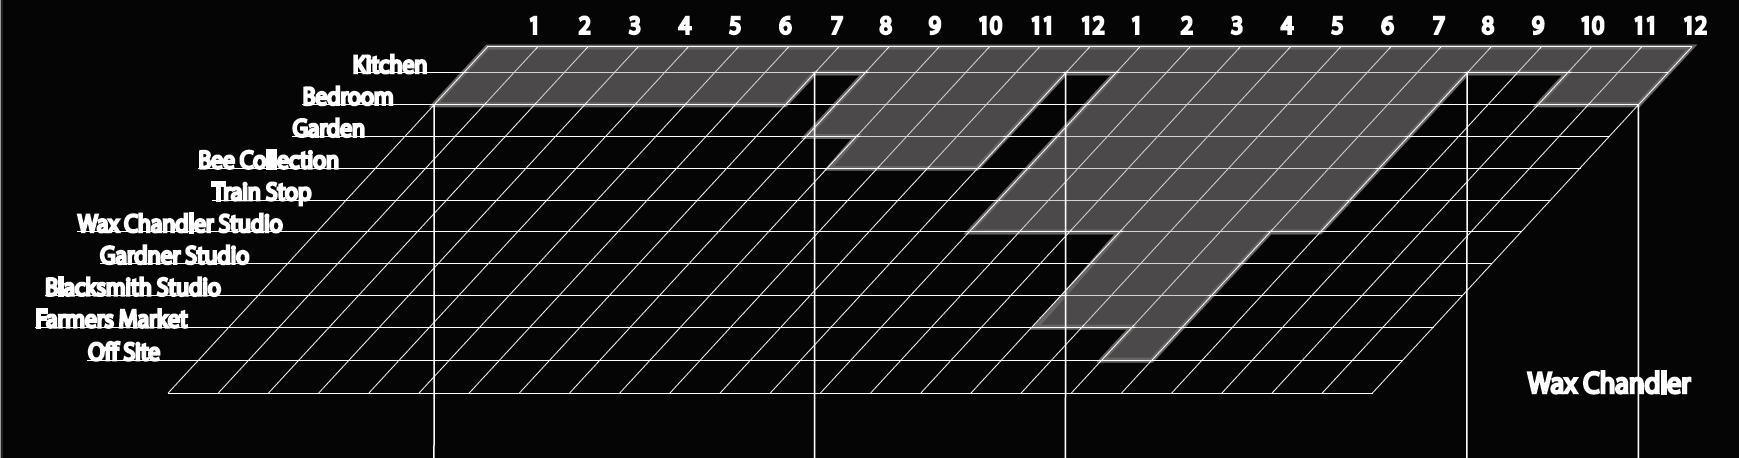 1 2 3 4 5 6 7 8 9 10 11 12 1 2 3 4 5 6 7 8 9 10 11 12
Kitchen
Bedroom
Garden
Bee Collection
Train Stop
Wax Chandler Studio
Gardner Studio
Blacksmith Studio
Farmers Market
Off Site
Wax Chandler